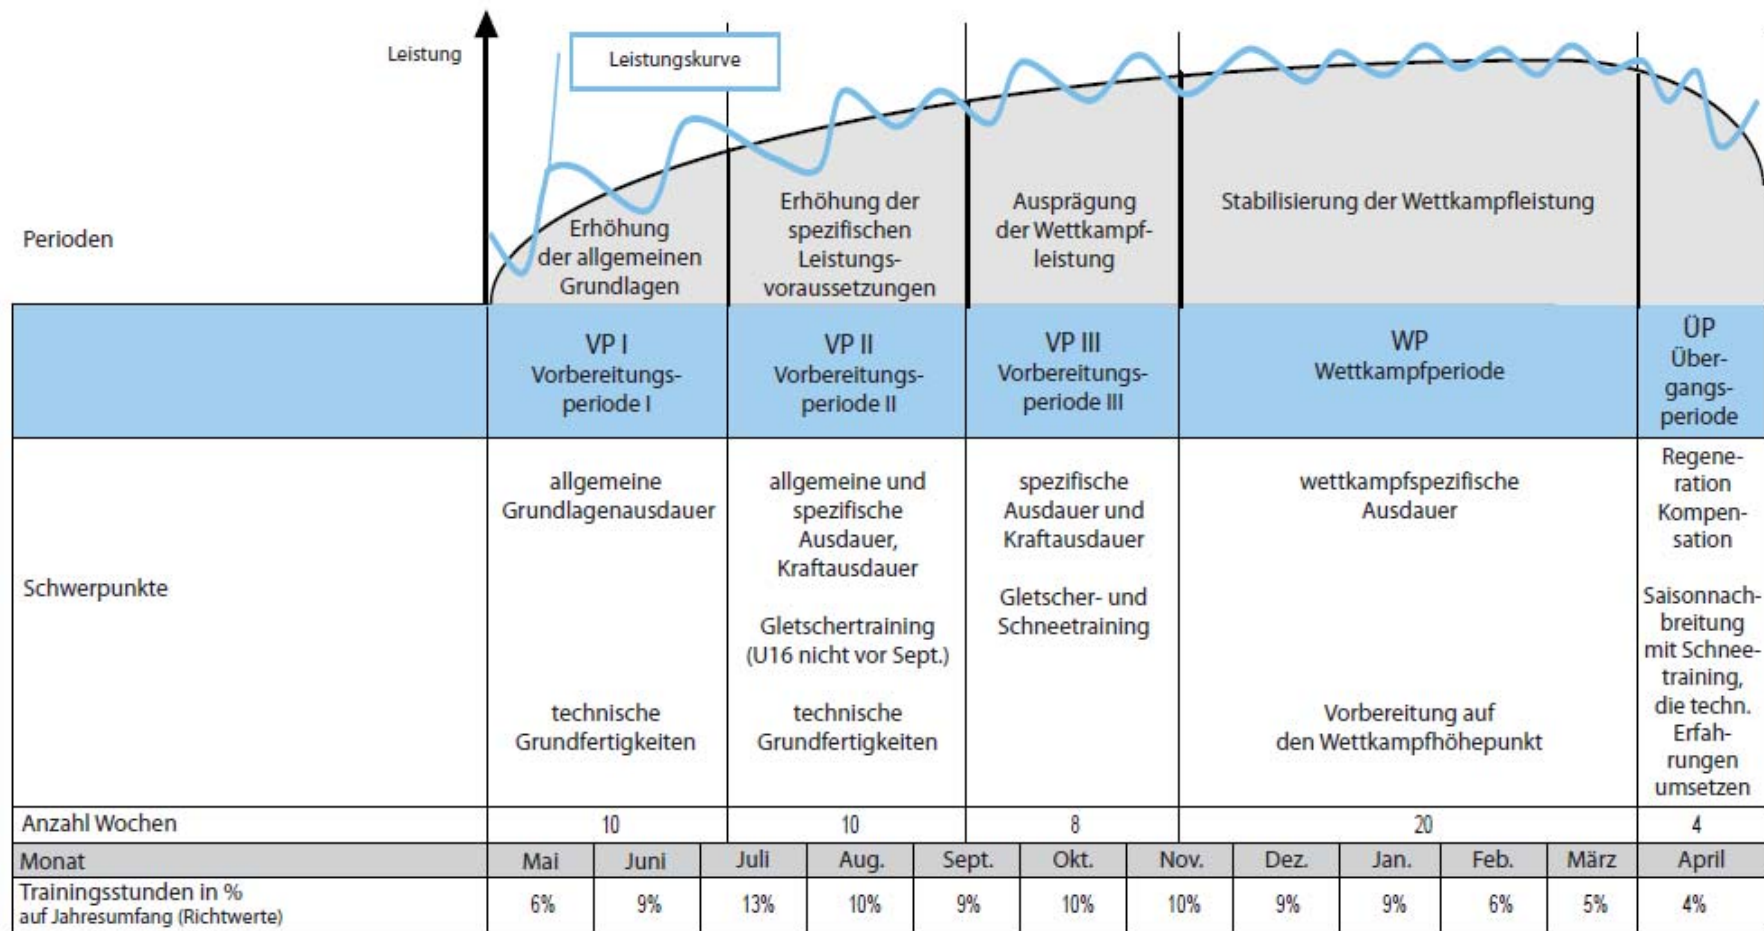 Leistung
Leistungskurve
Perioden
Erhöhung
der allgemeinen
Grundlagen
Erhöhung der
spezifischen
Leistungs-
voraussetzungen
Ausprägung
der Wettkampf-
leistung
Stabilisierung der Wettkampfleistung
VP I
Vorbereitungs-
periode I
VP II
Vorbereitungs-
periode II
VP III
Vorbereitungs-
periode III
WP
Wettkampfperiode
ÜP
Über-
gangs-
periode
Schwerpunkte
allgemeine
Grundlagenausdauer
technische
Grundfertigkeiten
allgemeine und
spezifische
Ausdauer,
Kraftausdauer
Gletschertraining
(U16 nicht vor Sept.)
technische
Grundfertigkeiten
spezifische
Ausdauer und
Kraftausdauer
Gletscher- und
Schneetraining
wettkampfspezifische
Ausdauer
Vorbereitung auf
den Wettkampfhöhepunkt
Regene-
ration
Kompen-
sation
Saisonnach-
breitung
mit Schnee-
training,
die techn.
Erfah-
rungen
umsetzen
Anzahl Wochen 10 10 8 20 4
Monat Mai Juni Juli Aug. Sept. Okt. Nov. Dez. Jan. Feb. März April
Trainingsstunden in %
auf Jahresumfang (Richtwerte)
6% 9% 13% 10% 9% 10% 10% 9% 9% 6% 5% 4%